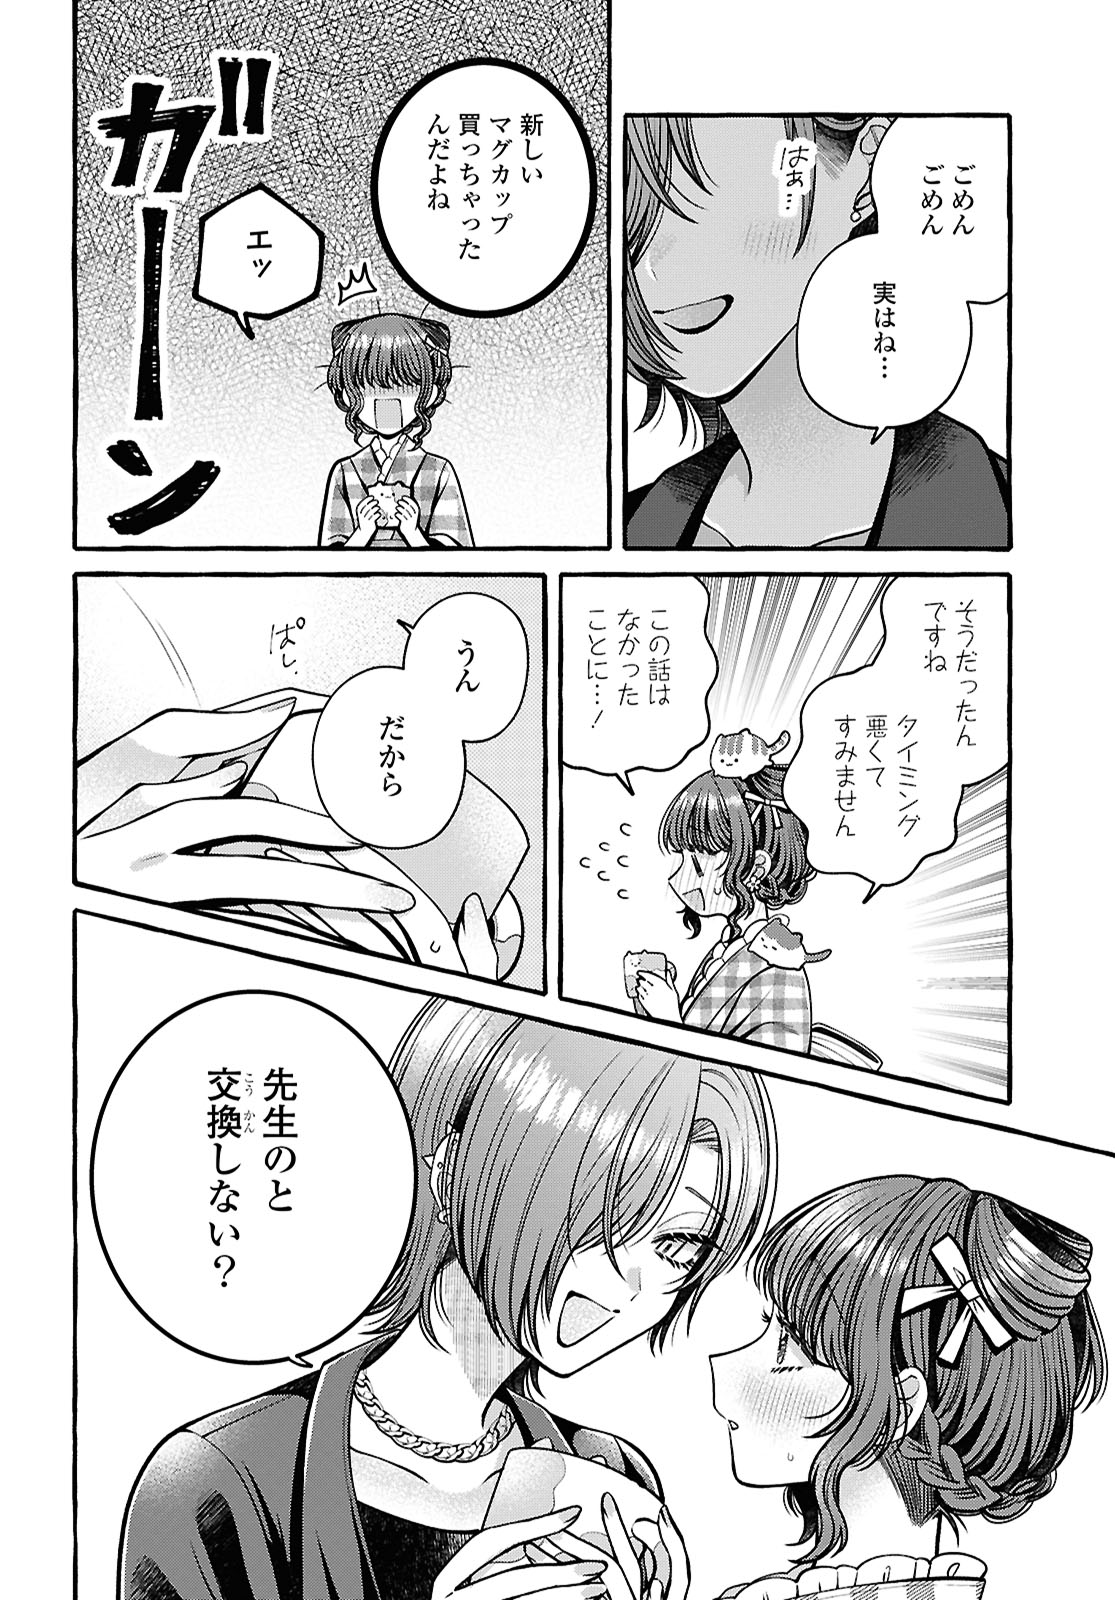 ごめん
ごめん
はぁ…
実はね…
新しい
マグカップ
買っちゃった
んだよね
エッ
ガーーン
そうだったん
ですね
タイミング
悪くて
すみません
この話は
なかった
ことに…！
うん
だから
ぱし
先生のと
交換しない？
こうかん